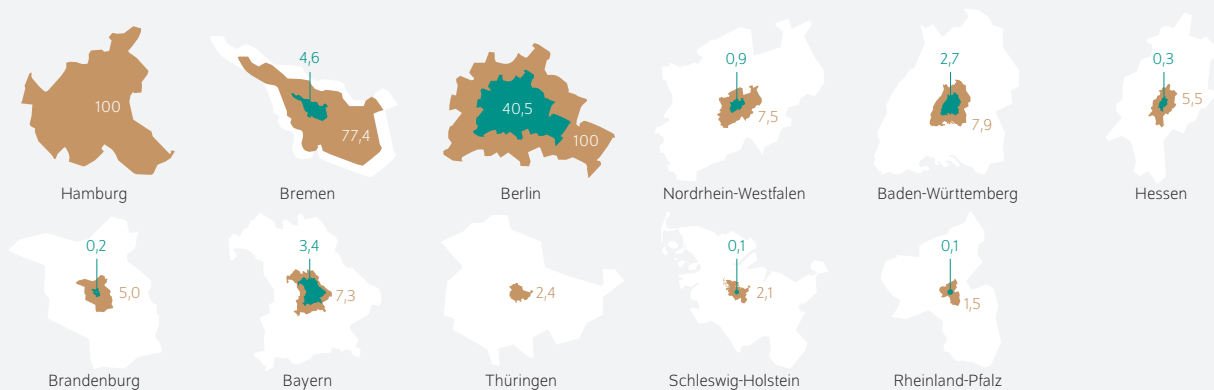 100
Hamburg
4,6
77,4
Bremen
40,5
100
Berlin
0,9
7,5
Nordrhein-Westfalen
2,7
7,9
Baden-Württemberg
0,3
5,5
Hessen
0,2
5,0
Brandenburg
3,4
7,3
Bayern
2,4
Thüringen
0,1
2,1
Schleswig-Holstein
0,1
1,5
Rheinland-Pfalz